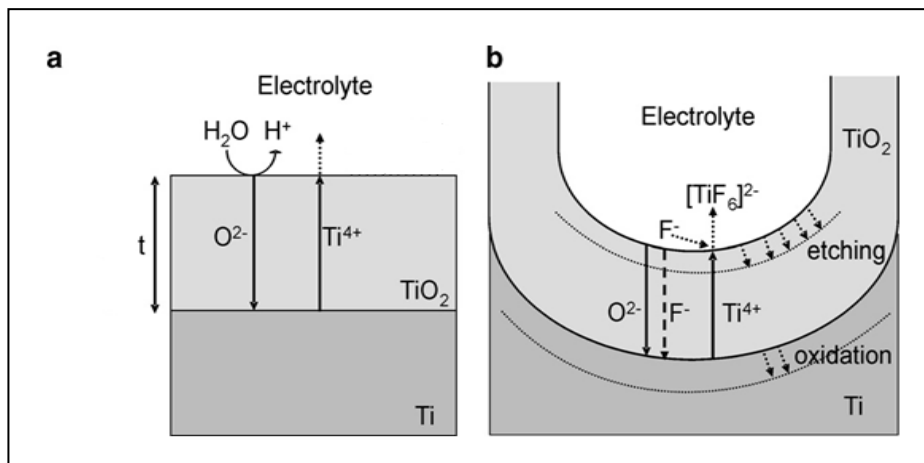 a
Electrolyte
H₂O H⁺
t
O²⁻ Ti⁴⁺
TiO₂
Ti
b
Electrolyte
TiO₂
[TiF₆]²⁻
F⁻
etching
O²⁻ F⁻ Ti⁴⁺
oxidation
Ti